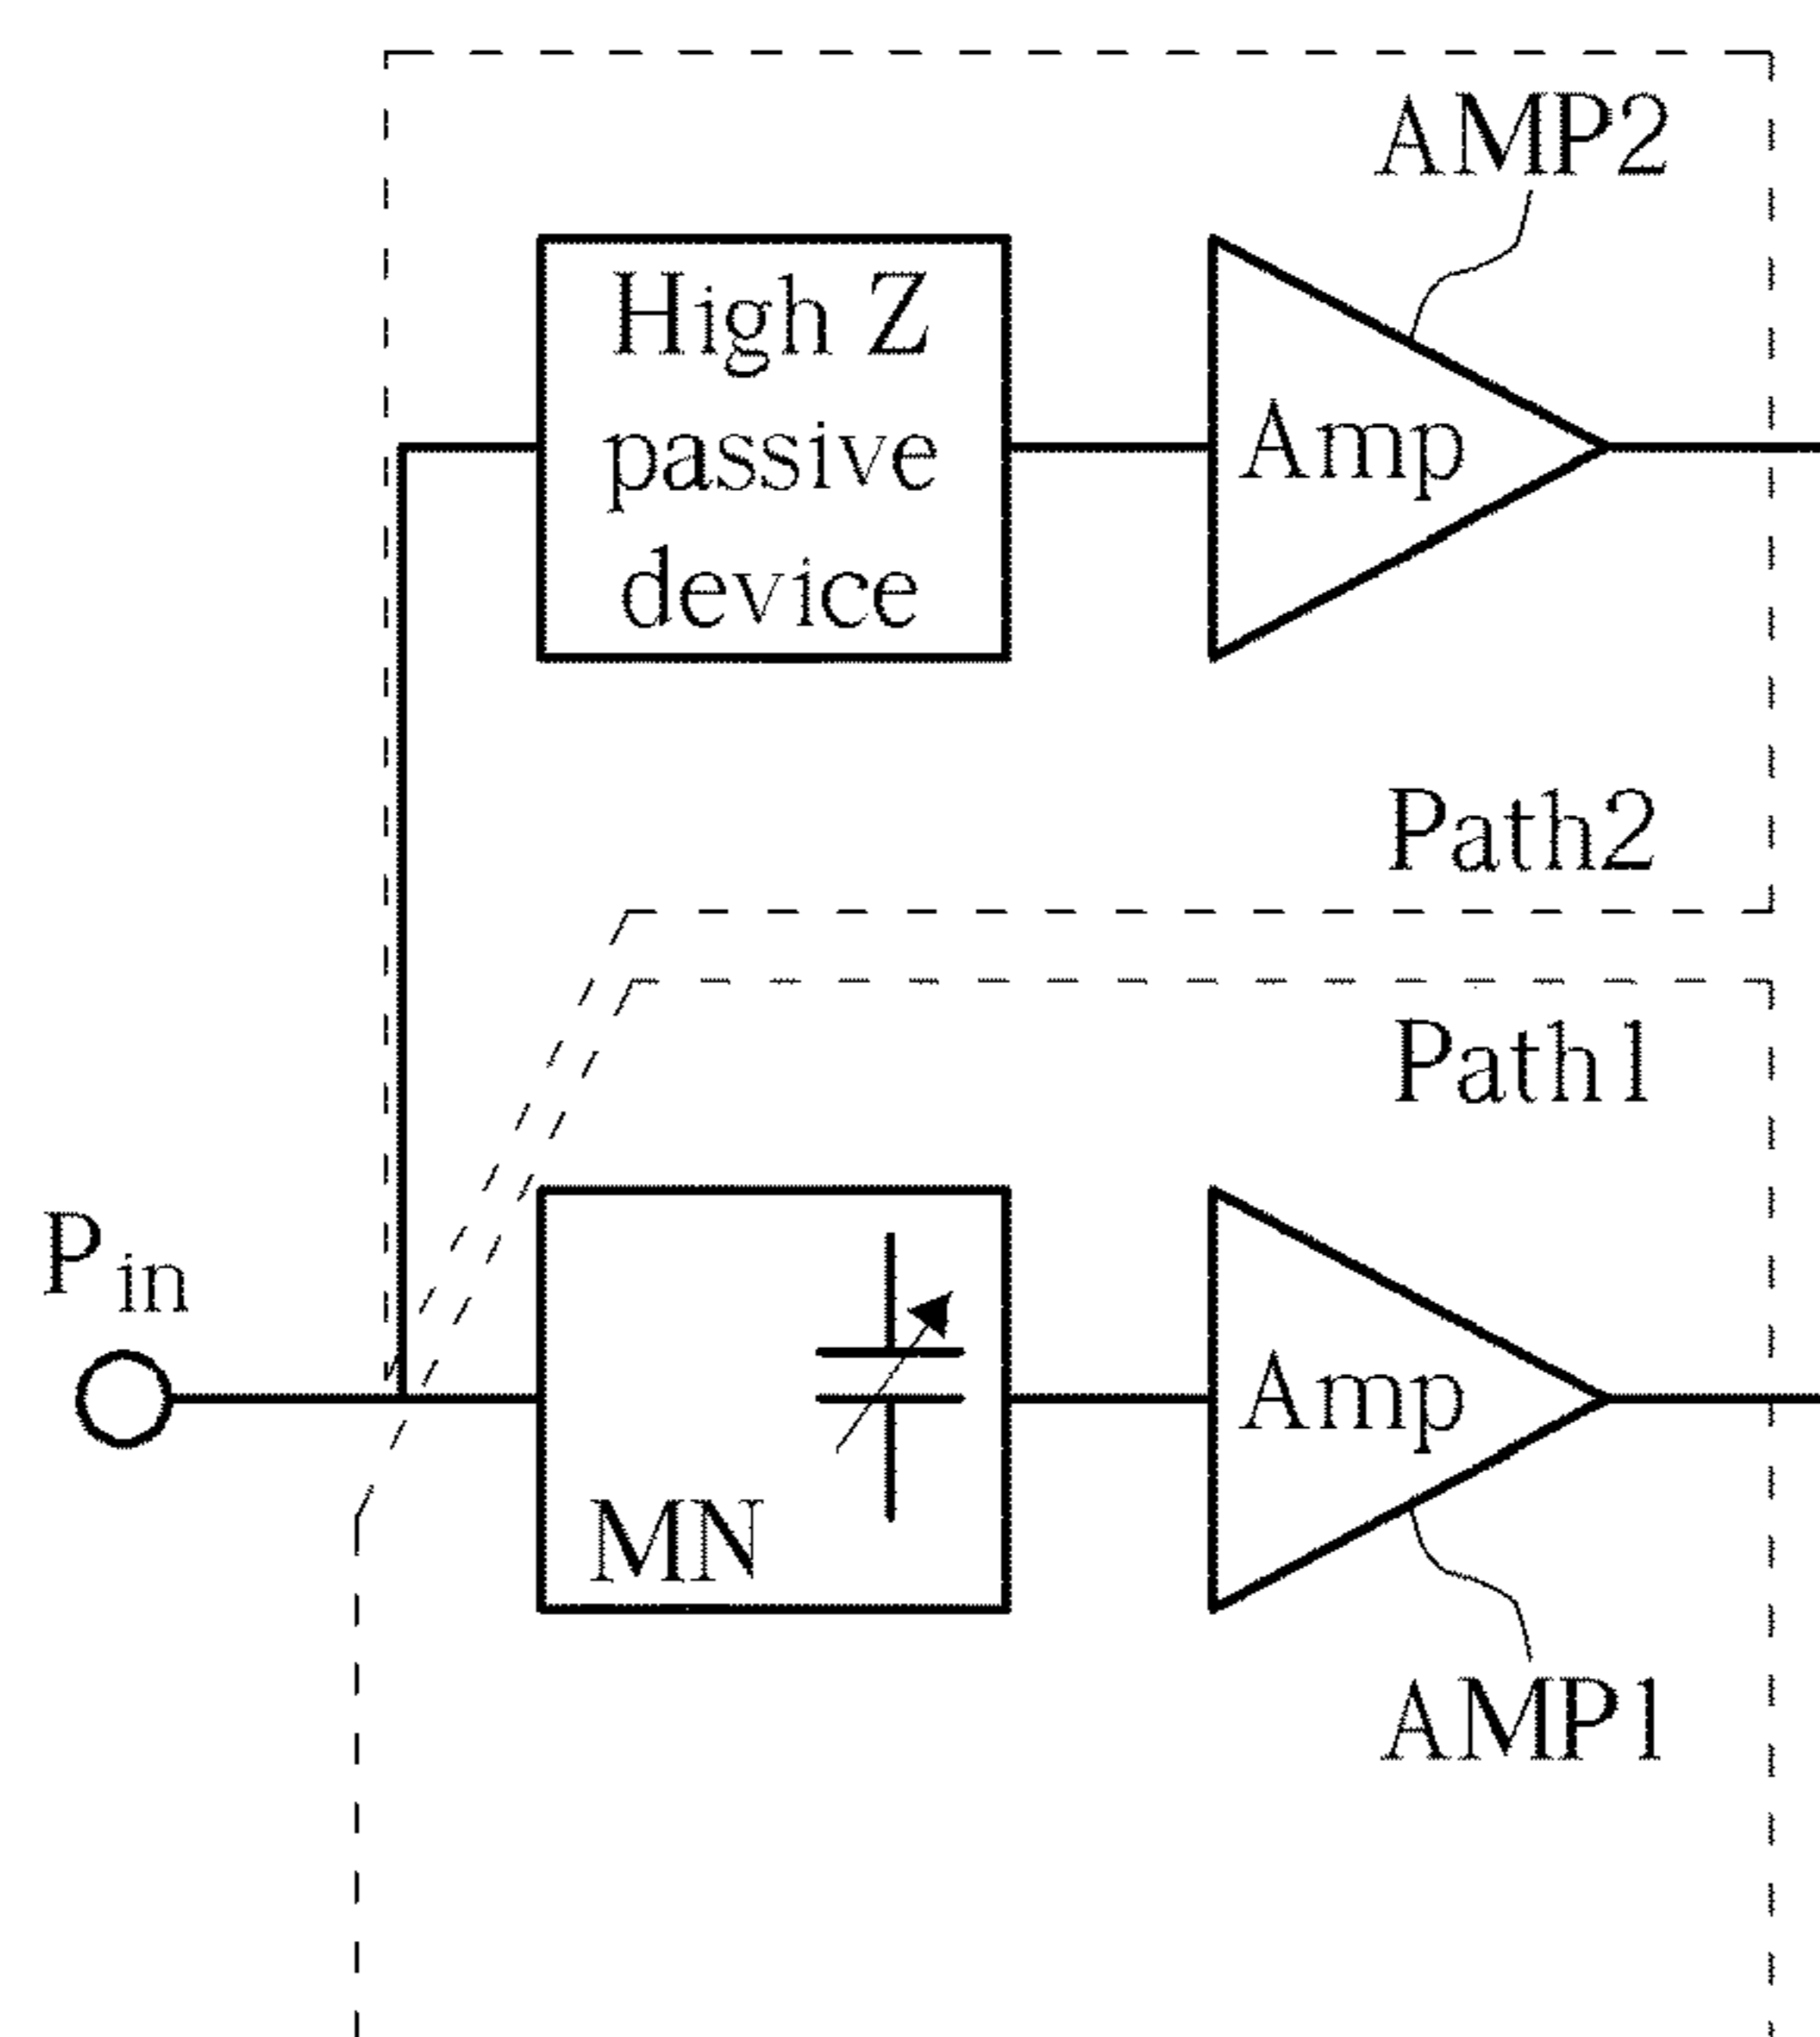 AMP2
High Z
passive
device
Amp
Path2
Path1
Pin
Amp
MN
AMP1